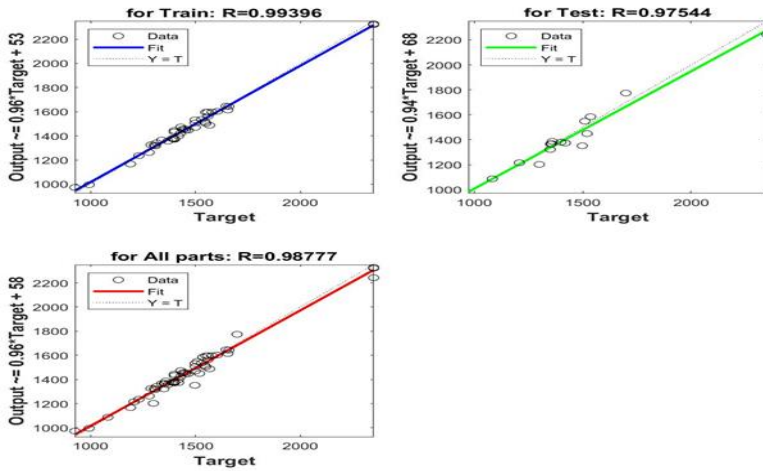 for Train: R=0.99396
Output ~= 0.96*Target + 53
2200
2000
1800
1600
1400
1200
1000
Data
Fit
Y = T
1000 1500 2000
Target
for Test: R=0.97544
Output ~= 0.94*Target + 68
2200
2000
1800
1600
1400
1200
1000
Data
Fit
Y = T
1000 1500 2000
Target
for All parts: R=0.98777
Output ~= 0.96*Target + 58
2200
2000
1800
1600
1400
1200
1000
Data
Fit
Y = T
1000 1500 2000
Target